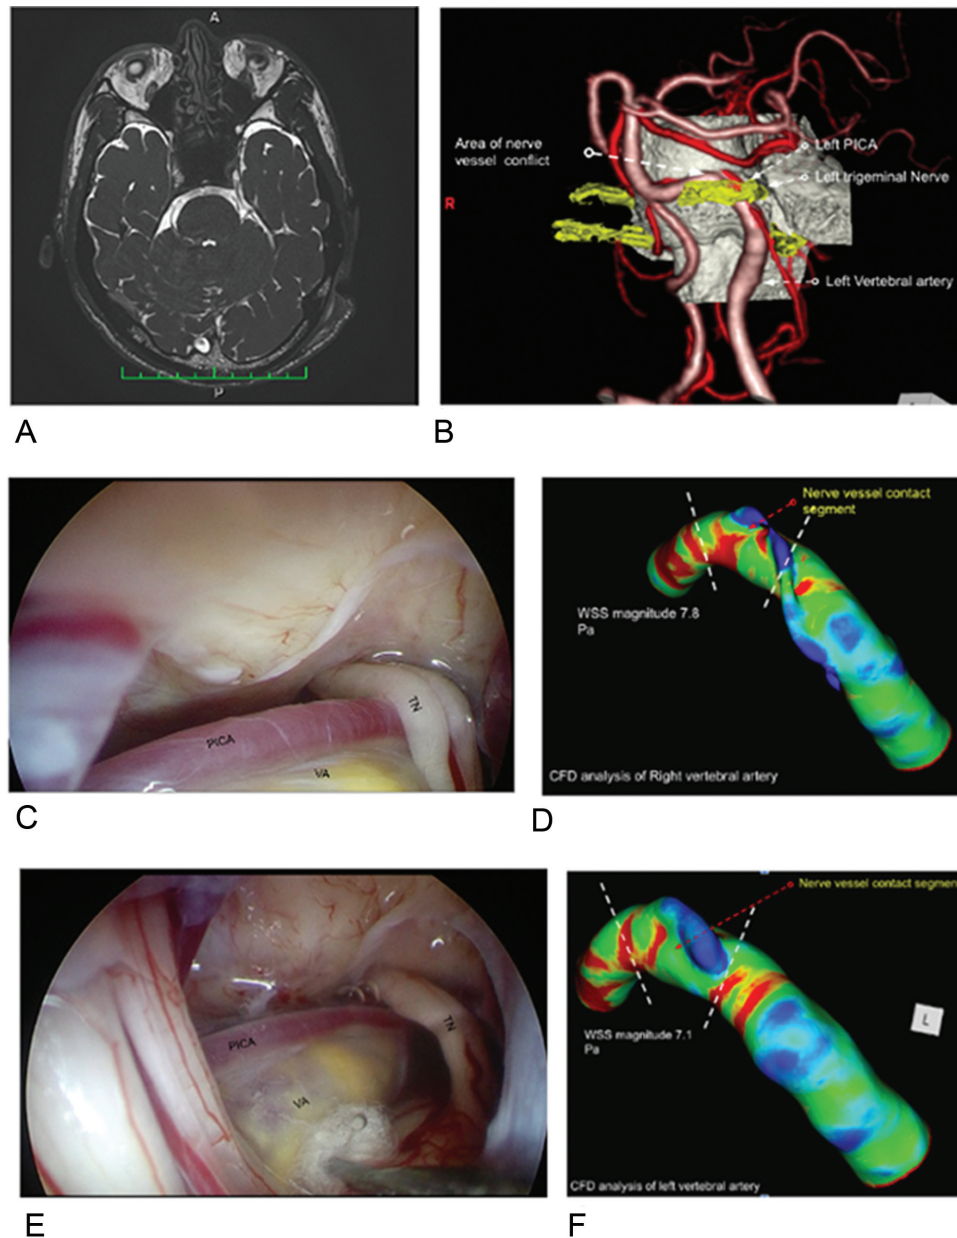 A
P
A
Area of nerve
vessel conflict
R
Left PICA
Left trigeminal Nerve
Left Vertebral artery
B
PICA
TN
VA
C
Nerve vessel contact
segment
WSS magnitude 7.8
Pa
CFD analysis of Right vertebral artery
D
PICA
TN
VA
E
Nerve vessel contact segment
WSS magnitude 7.1
Pa
L
CFD analysis of left vertebral artery
F